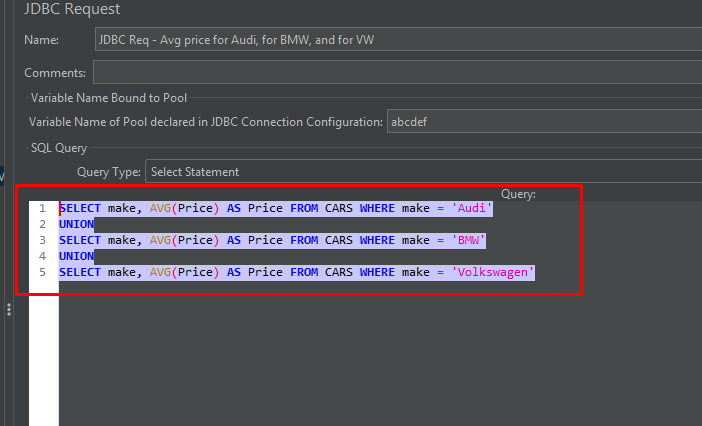 JDBC Request
Name: JDBC Req - Avg price for Audi, for BMW, and for VW
Comments:
Variable Name Bound to Pool
Variable Name of Pool declared in JDBC Connection Configuration: abcdef
SQL Query
Query Type: Select Statement
Query:
1 SELECT make, AVG(Price) AS Price FROM CARS WHERE make = 'Audi'
2 UNION
3 SELECT make, AVG(Price) AS Price FROM CARS WHERE make = 'BMW'
4 UNION
5 SELECT make, AVG(Price) AS Price FROM CARS WHERE make = 'Volkswagen'